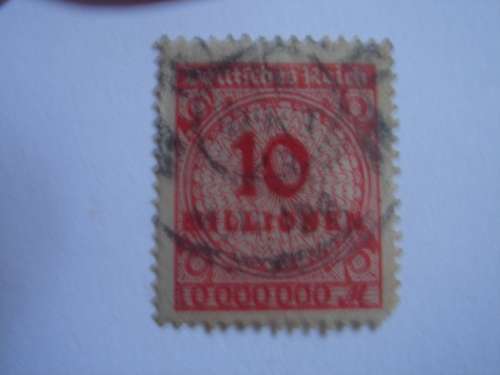 Deutsches Reich
10
MILLIONEN
10000000 M